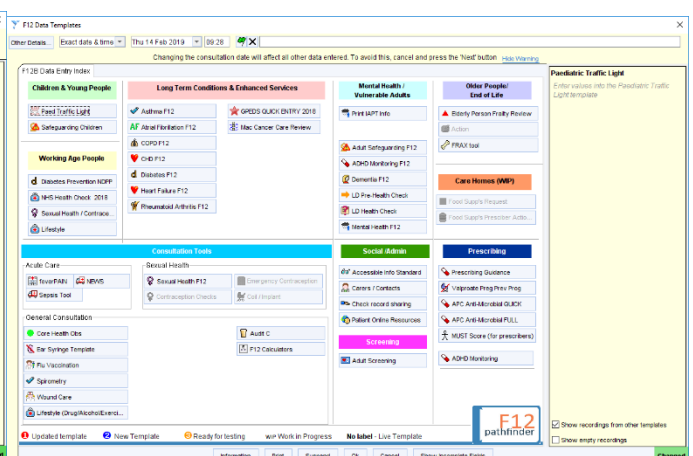 F12 Data Templates
Other Details... Exact date & time Thu 14 Feb 2019 09:28
Changing the consultation date will affect all other data entered. To avoid this, cancel and press the 'Next' button Hide Warning
F12B Data Entry Index
Children & Young People
Paed Traffic Light
Safeguarding Children
Working Age People
Diabetes Prevention NDPP
NHS Health Check 2018
Sexual Health / Contrace...
Lifestyle
Long Term Conditions & Enhanced Services
Asthma F12
AF Atrial Fibrillation F12
COPD F12
CHD F12
Diabetes F12
Heart Failure F12
Rheumatoid Arthritis F12
GPEDS QUICK ENTRY 2018
Mac Cancer Care Review
Mental Health / Vulnerable Adults
Print IAPT Info
Adult Safeguarding F12
ADHD Monitoring F12
Dementia F12
LD Pre-Health Check
LD Health Check
Mental Health F12
Older People/ End of Life
Elderly Person Frailty Review
Action
FRAX tool
Care Homes (WIP)
Food Suppl's Request
Food Suppl's Prescriber Actio...
Consultation Tools
Acute Care
feverPAIN
NEWS
Sepsis Tool
Sexual Health
Sexual Health F12
Contraception Checks
Emergency Contraception
Coil / Implant
General Consultation
Core Health Obs
Ear Syringe Template
Flu Vaccination
Spirometry
Wound Care
Lifestyle (Drug/Alcohol/Exerci...
Audit C
F12 Calculators
Social /Admin
Accessible Info Standard
Carers / Contacts
Check record sharing
Patient Online Resources
Screening
Adult Screening
Prescribing
Prescribing Guidance
Valproate Preg Prev Prog
APC Anti-Microbial QUICK
APC Anti-Microbial FULL
MUST Score (for prescribers)
ADHD Monitoring
Updated template
New Template
Ready for testing
WIP Work in Progress
No label - Live Template
F12 pathfinder
Paediatric Traffic Light
Enter values into the Paediatric Traffic
Light template
Show recordings from other templates
Show empty recordings
Information Print Suspend Ok Cancel Show Incomplete Fields